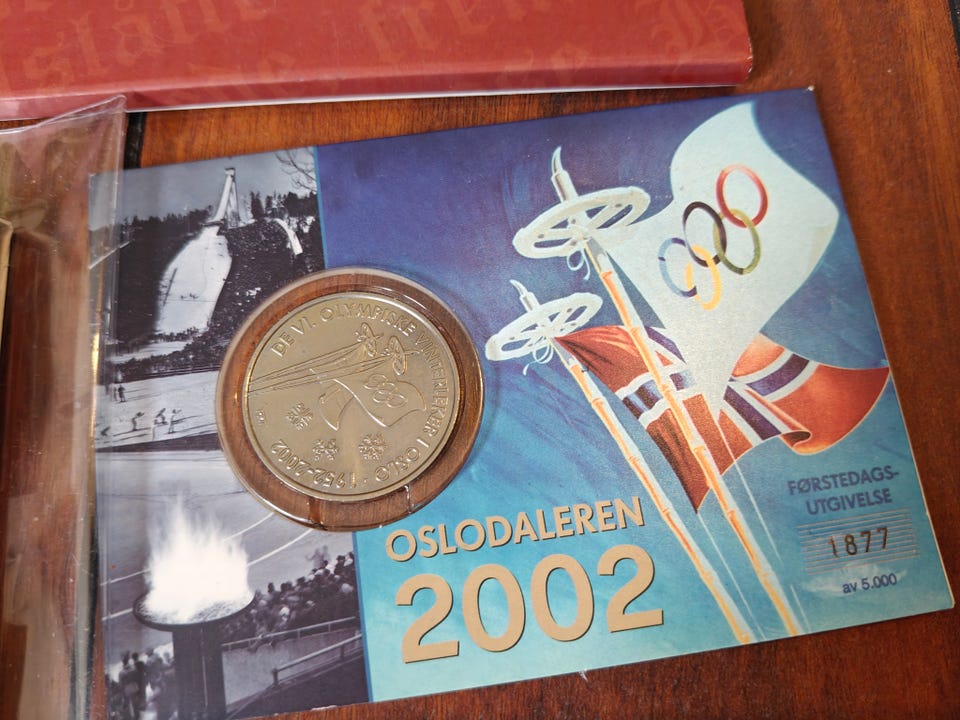 DE VI. OLYMPISKE VINTERLEKER I OSLO
· 1952-2002 ·
OSLODALEREN
2002
FØRSTEDAGS-
UTGIVELSE
1877
av 5.000